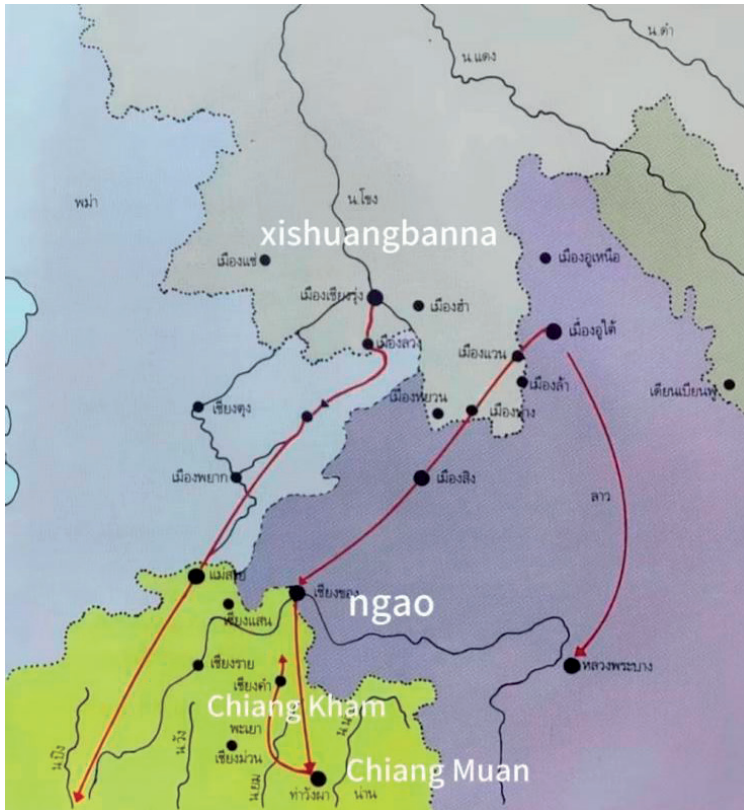 น.ดำ
น.แดง
พม่า
น.โขง
xishuangbanna
เมืองแช่
เมืองอูเหนือ
เมืองเชียงรุ่ง
เมืองฮำ
เมืองอูใต้
เมืองลวง
เมืองแวน
เมืองล้า
เดียนเบียนฟู
เชียงตุง
เมืองหยวน
เมืองพยาก
เมืองสิง
ลาว
แม่สาย
เชียงของ
ngao
เชียงแสน
เชียงราย
หลวงพระบาง
เชียงคำ
Chiang Kham
พะเยา
เชียงม่วน
Chiang Muan
ท่าวังผา
น่าน
น.ปิง
น.วัง
น.ยม